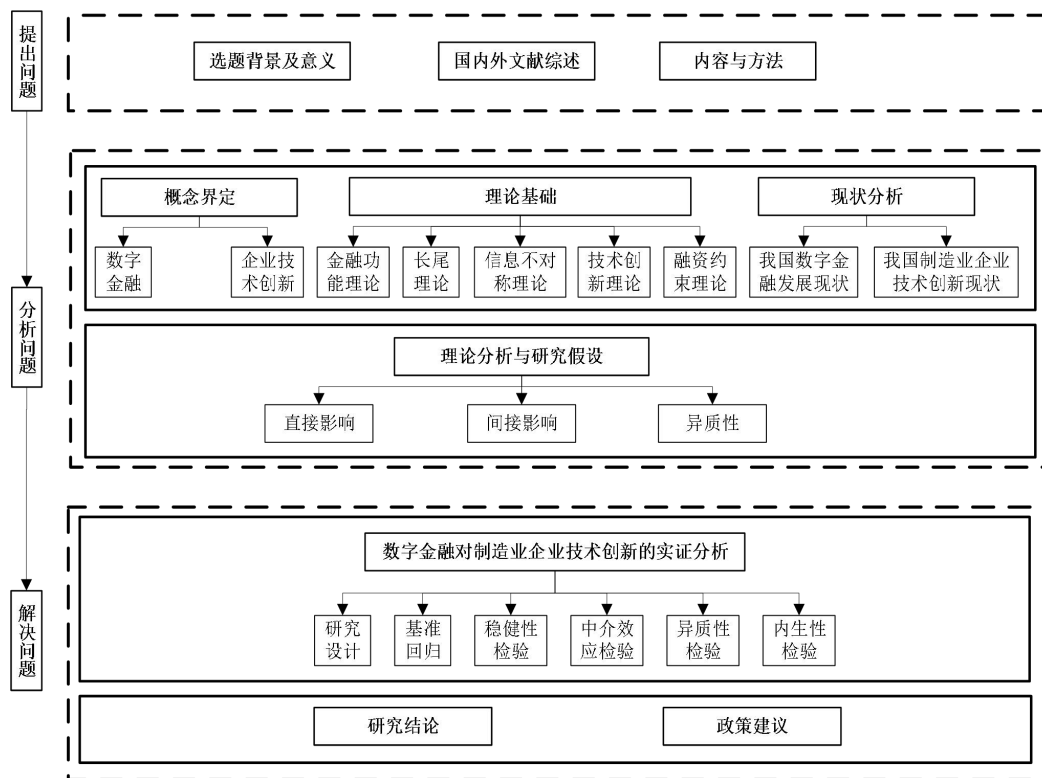 提出问题
选题背景及意义
国内外文献综述
内容与方法
分析问题
概念界定
理论基础
现状分析
数字
金融
企业技
术创新
金融功
能理论
长尾
理论
信息不对
称理论
技术创
新理论
融资约
束理论
我国数字金
融发展现状
我国制造业企业
技术创新现状
理论分析与研究假设
直接影响
间接影响
异质性
解决问题
数字金融对制造业企业技术创新的实证分析
研究
设计
基准
回归
稳健性
检验
中介效
应检验
异质性
检验
内生性
检验
研究结论
政策建议